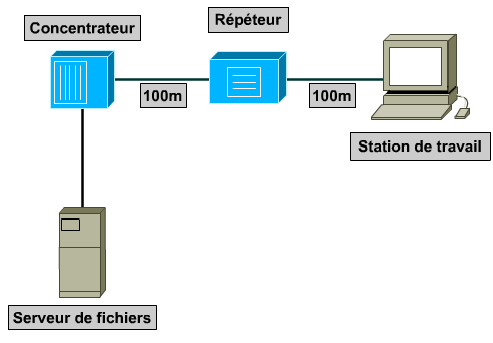 Concentrateur
Répéteur
100m
100m
Station de travail
Serveur de fichiers